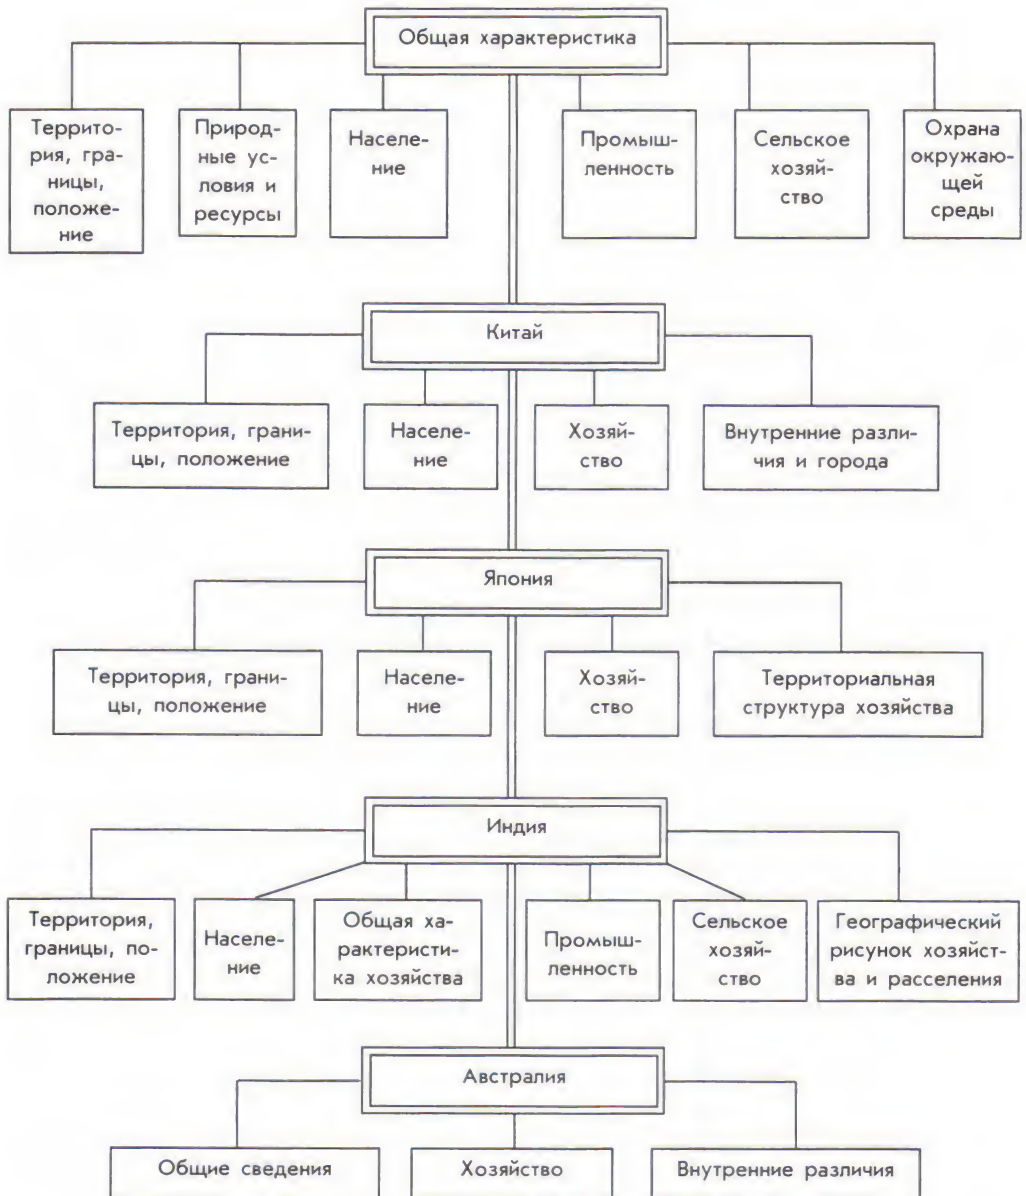 Общая характеристика
Террито-
рия, гра-
ницы,
положе-
ние
Природ-
ные ус-
ловия и
ресурсы
Населе-
ние
Промыш-
ленность
Сельское
хозяй-
ство
Охрана
окружаю-
щей
среды
Китай
Территория, грани-
цы, положение
Населе-
ние
Хозяй-
ство
Внутренние разли-
чия и города
Япония
Территория, грани-
цы, положение
Населе-
ние
Хозяй-
ство
Территориальная
структура хозяйства
Индия
Территория,
границы, по-
ложение
Населе-
ние
Общая ха-
рактеристи-
ка хозяйства
Промыш-
ленность
Сельское
хозяй-
ство
Географический
рисунок хозяйст-
ва и расселения
Австралия
Общие сведения
Хозяйство
Внутренние различия